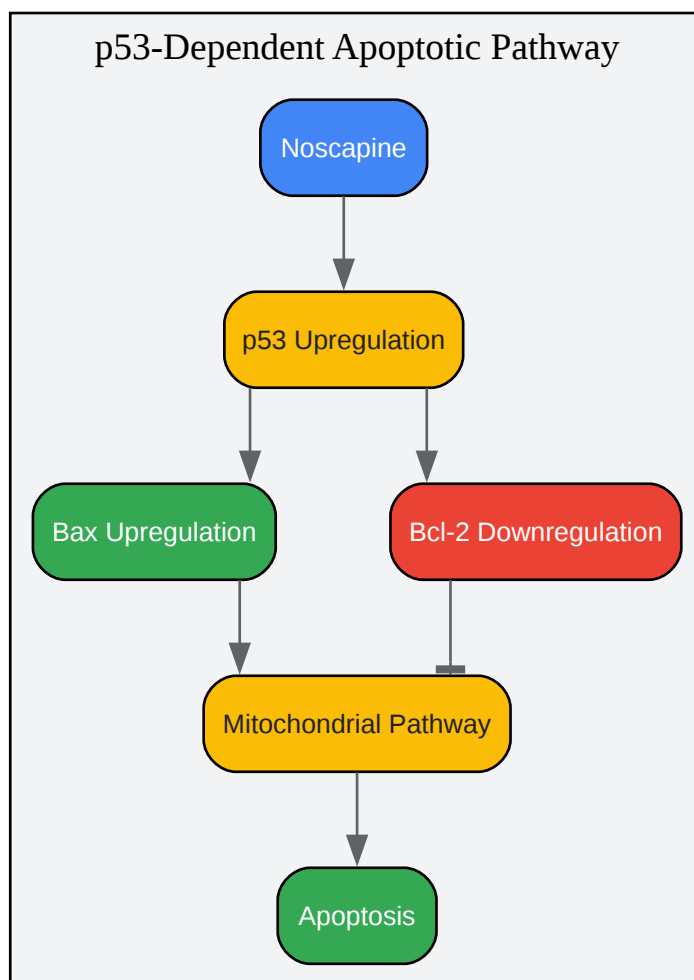 p53-Dependent Apoptotic Pathway
Noscapine
p53 Upregulation
Bax Upregulation
Bcl-2 Downregulation
Mitochondrial Pathway
Apoptosis